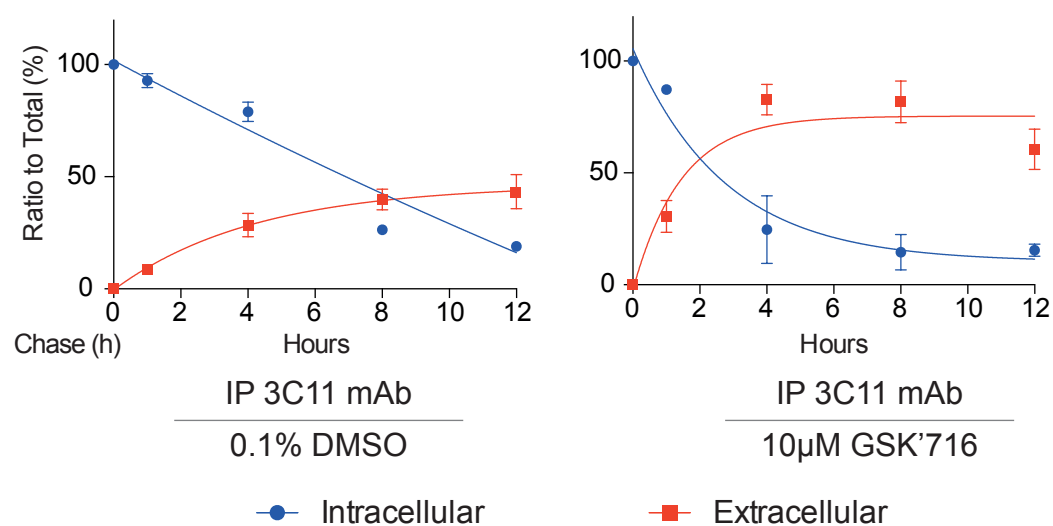 Ratio to Total (%)
100
50
0
0 2 4 6 8 10 12
Chase (h) Hours
IP 3C11 mAb
0.1% DMSO
100
50
0
0 2 4 6 8 10 12
Hours
IP 3C11 mAb
10µM GSK’716
Intracellular Extracellular